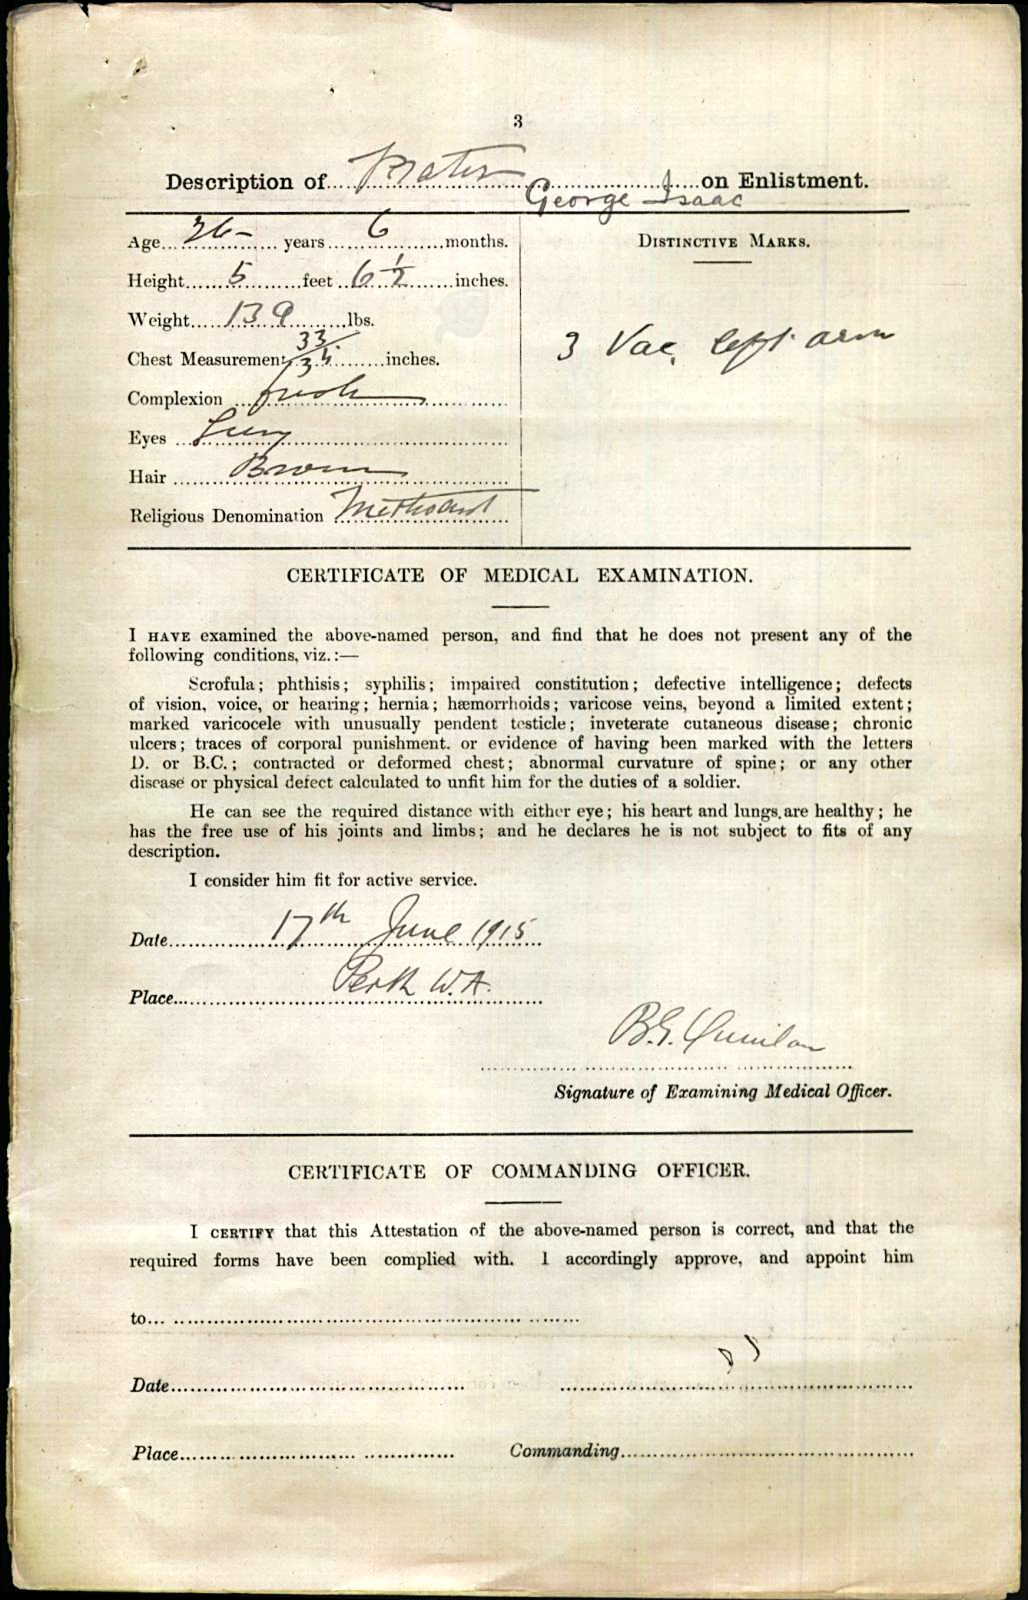 3
Description of George Isaac on Enlistment.
Age 26 years 6 months.
Height 5 feet 6½ inches.
Weight 139 lbs.
Chest Measurement 33/ inches.
Complexion fresh
Eyes Grey
Hair Brown
Religious Denomination Methodist
DISTINCTIVE MARKS.
3 Vac. left arm
CERTIFICATE OF MEDICAL EXAMINATION.
I HAVE examined the above-named person, and find that he does not present any of the
following conditions, viz.:—
Scrofula; phthisis; syphilis; impaired constitution; defective intelligence; defects
of vision, voice, or hearing; hernia; hæmorrhoids; varicose veins, beyond a limited extent;
marked varicocele with unusually pendent testicle; inveterate cutaneous disease; chronic
ulcers; traces of corporal punishment. or evidence of having been marked with the letters
D. or B.C.; contracted or deformed chest; abnormal curvature of spine; or any other
disease or physical defect calculated to unfit him for the duties of a soldier.
He can see the required distance with either eye; his heart and lungs are healthy; he
has the free use of his joints and limbs; and he declares he is not subject to fits of any
description.
I consider him fit for active service.
Date 17th June 1915
Place Perth W.A.
B.G. Quinlan
Signature of Examining Medical Officer.
CERTIFICATE OF COMMANDING OFFICER.
I CERTIFY that this Attestation of the above-named person is correct, and that the
required forms have been complied with. I accordingly approve, and appoint him
to
Date
Place Commanding